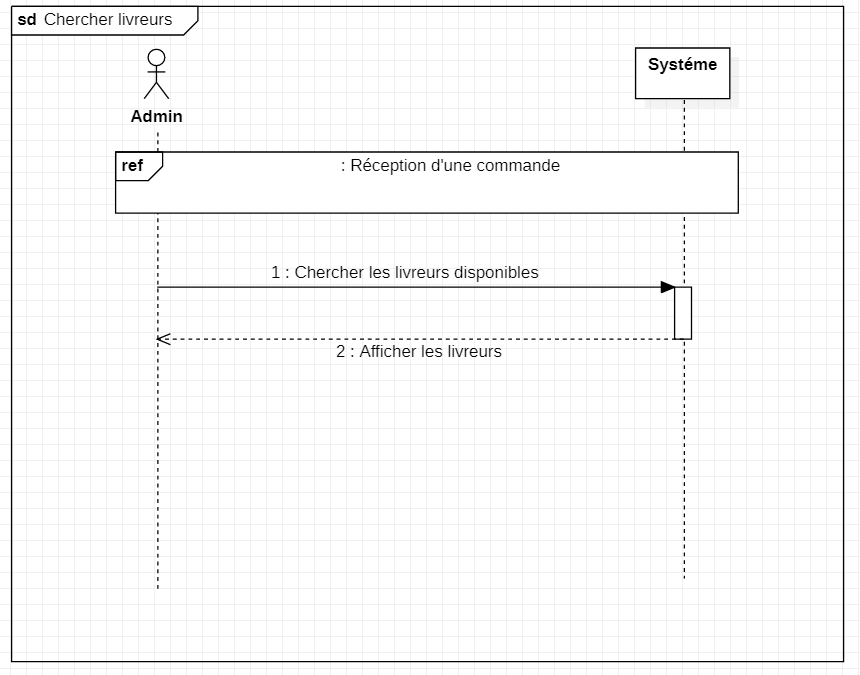 sd Chercher livreurs
Admin
Systéme
ref : Réception d'une commande
1 : Chercher les livreurs disponibles
2 : Afficher les livreurs